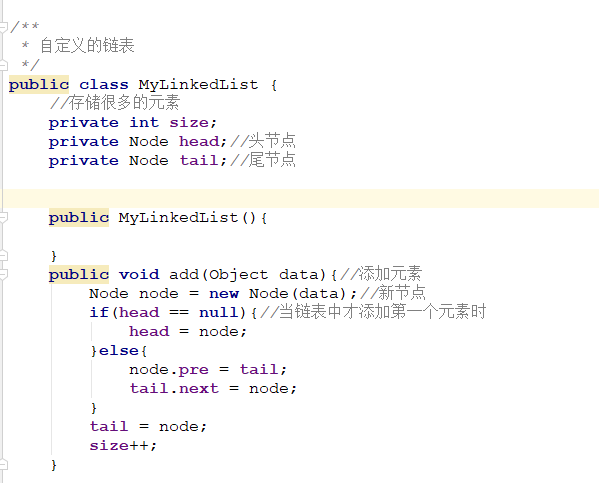 /**
 * 自定义的链表
 */
public class MyLinkedList {
    //存储很多的元素
    private int size;
    private Node head;//头节点
    private Node tail;//尾节点
    public MyLinkedList(){
    }
    public void add(Object data){//添加元素
        Node node = new Node(data);//新节点
        if(head == null){//当链表中才添加第一个元素时
            head = node;
        }else{
            node.pre = tail;
            tail.next = node;
        }
        tail = node;
        size++;
    }